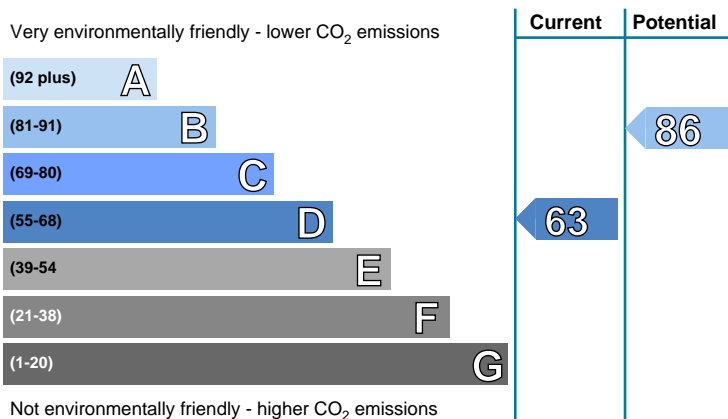 Current Potential
Very environmentally friendly - lower CO2 emissions
(92 plus) A
(81-91) B
86
(69-80) C
(55-68) D
63
(39-54 E
(21-38) F
(1-20) G
Not environmentally friendly - higher CO2 emissions